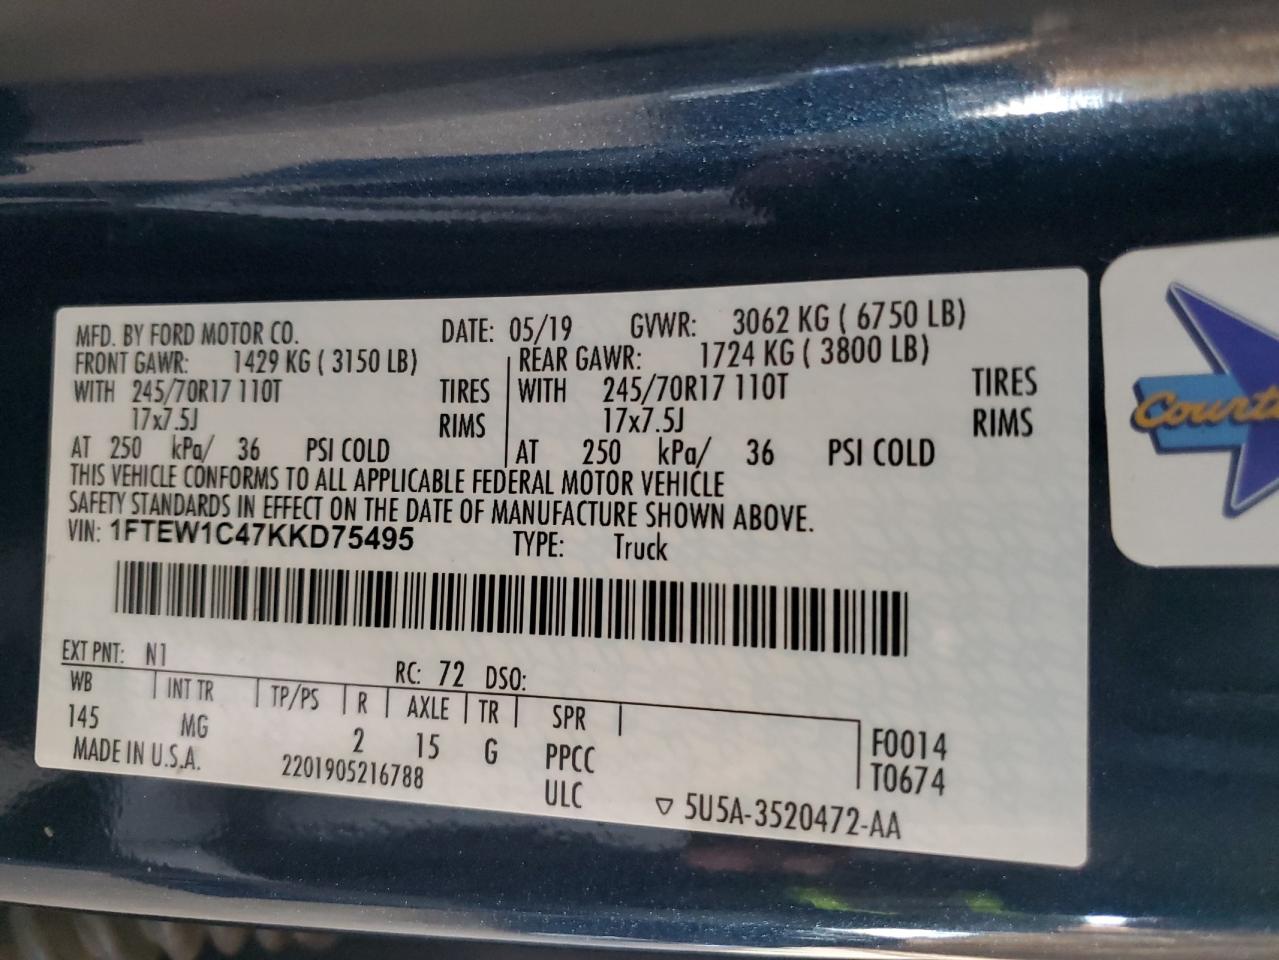 MFD. BY FORD MOTOR CO. DATE: 05/19 GVWR: 3062 KG ( 6750 LB)
FRONT GAWR: 1429 KG ( 3150 LB) REAR GAWR: 1724 KG ( 3800 LB)
WITH 245/70R17 110T TIRES WITH 245/70R17 110T TIRES
17x7.5J RIMS 17x7.5J RIMS
AT 250 kPa/ 36 PSI COLD AT 250 kPa/ 36 PSI COLD
THIS VEHICLE CONFORMS TO ALL APPLICABLE FEDERAL MOTOR VEHICLE
SAFETY STANDARDS IN EFFECT ON THE DATE OF MANUFACTURE SHOWN ABOVE.
VIN: 1FTEW1C47KKD75495 TYPE: Truck
EXT PNT: N1 RC: 72 DSO:
WB INT TR TP/PS R AXLE TR SPR
145 MG 2 15 G PPCC F0014
MADE IN U.S.A. 2201905216788 ULC T0674
▽ 5U5A-3520472-AA